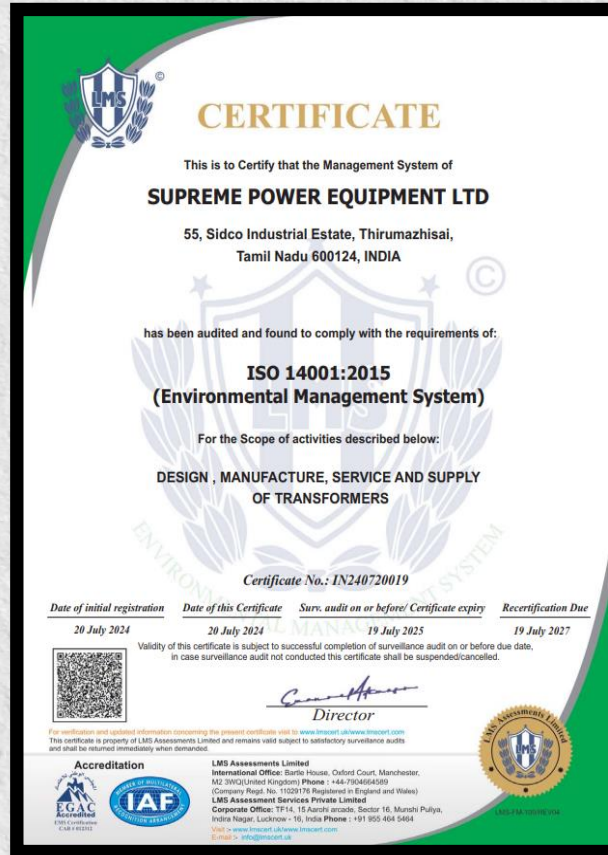 LMS
©
CERTIFICATE
This is to Certify that the Management System of
SUPREME POWER EQUIPMENT LTD
55, Sidco Industrial Estate, Thirumazhisai,
Tamil Nadu 600124, INDIA
LMS
©
has been audited and found to comply with the requirements of:
ISO 14001:2015
(Environmental Management System)
For the Scope of activities described below:
DESIGN , MANUFACTURE, SERVICE AND SUPPLY
OF TRANSFORMERS
ENVIRONMENTAL MANAGEMENT SYSTEM
Certificate No.: IN240720019
Date of initial registration Date of this Certificate Surv. audit on or before/ Certificate expiry Recertification Due
20 July 2024 20 July 2024 19 July 2025 19 July 2027
Validity of this certificate is subject to successful completion of surveillance audit on or before due date,
in case surveillance audit not conducted this certificate shall be suspended/cancelled.
Director
For verification and updated information concerning the present certificate visit to www.lmscert.uk/www.lmscert.com
This certificate is property of LMS Assessments Limited and remains valid subject to satisfactory surveillance audits
and shall be returned immediately when demanded.
Accreditation
EGAC
Accredited
EMS Certification
MEMBER OF MULTILATERAL
IAF
RECOGNITION ARRANGEMENT
LMS Assessments Limited
International Office: Bartle House, Oxford Court, Manchester,
M2 3WQ(United Kingdom) Phone : +44-7904664589
(Company Regd. No. 11029176 Registered in England and Wales)
LMS Assessment Services Private Limited
Corporate Office: TF14, 15 Aarohi arcade, Sector 16, Munshi Puliya,
Indira Nagar, Lucknow - 16, India Phone : +91 955 464 5464
Visit :- www.lmscert.uk/www.lmscert.com
E-mail :- info@lmscert.uk
LMS Assessments Limited
LMS